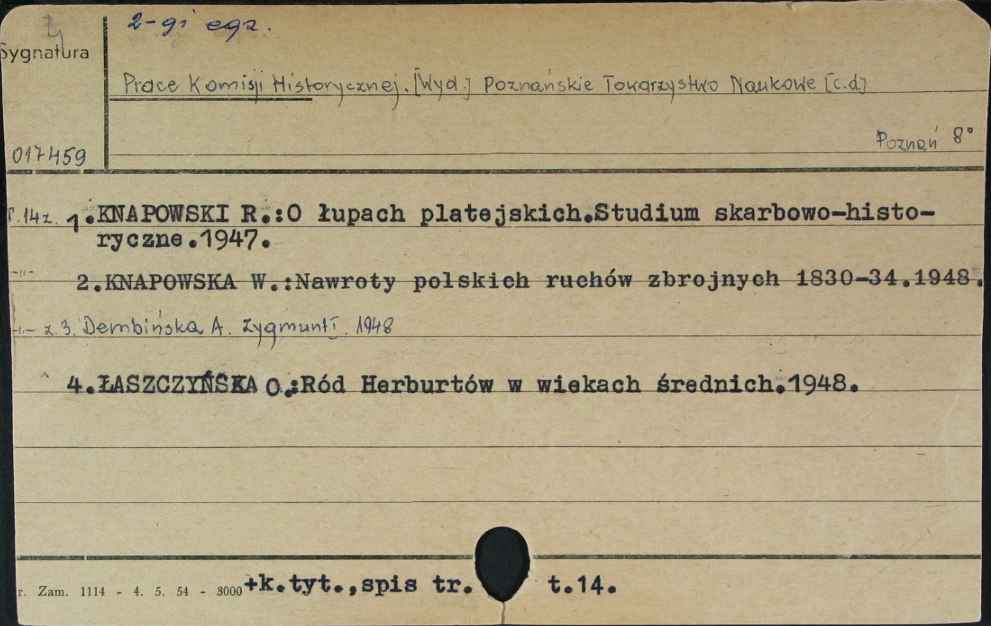 2-gi egz.
Sygnatura
Prace Komisji Historycznej. [Wyd.] Poznańskie Towarzystwo Naukowe [c.d]
Poznań 8°
017459
T.14z. 1.KNAPOWSKI R.:O łupach płatejskich.Studium skarbowo-histo-
ryczne.1947.
-"- 2.KNAPOWSKA W.:Nawroty polskich ruchów zbrojnych 1830-34.1948.
-"- z.3. Dembińska A. Zygmunt I. 1948
4.ŁASZCZYŃSKA O.:Ród Herburtów w wiekach średnich.1948.
+k.tyt.,spis tr. t.14.
r. Zam. 1114 - 4. 5. 54 - 3000